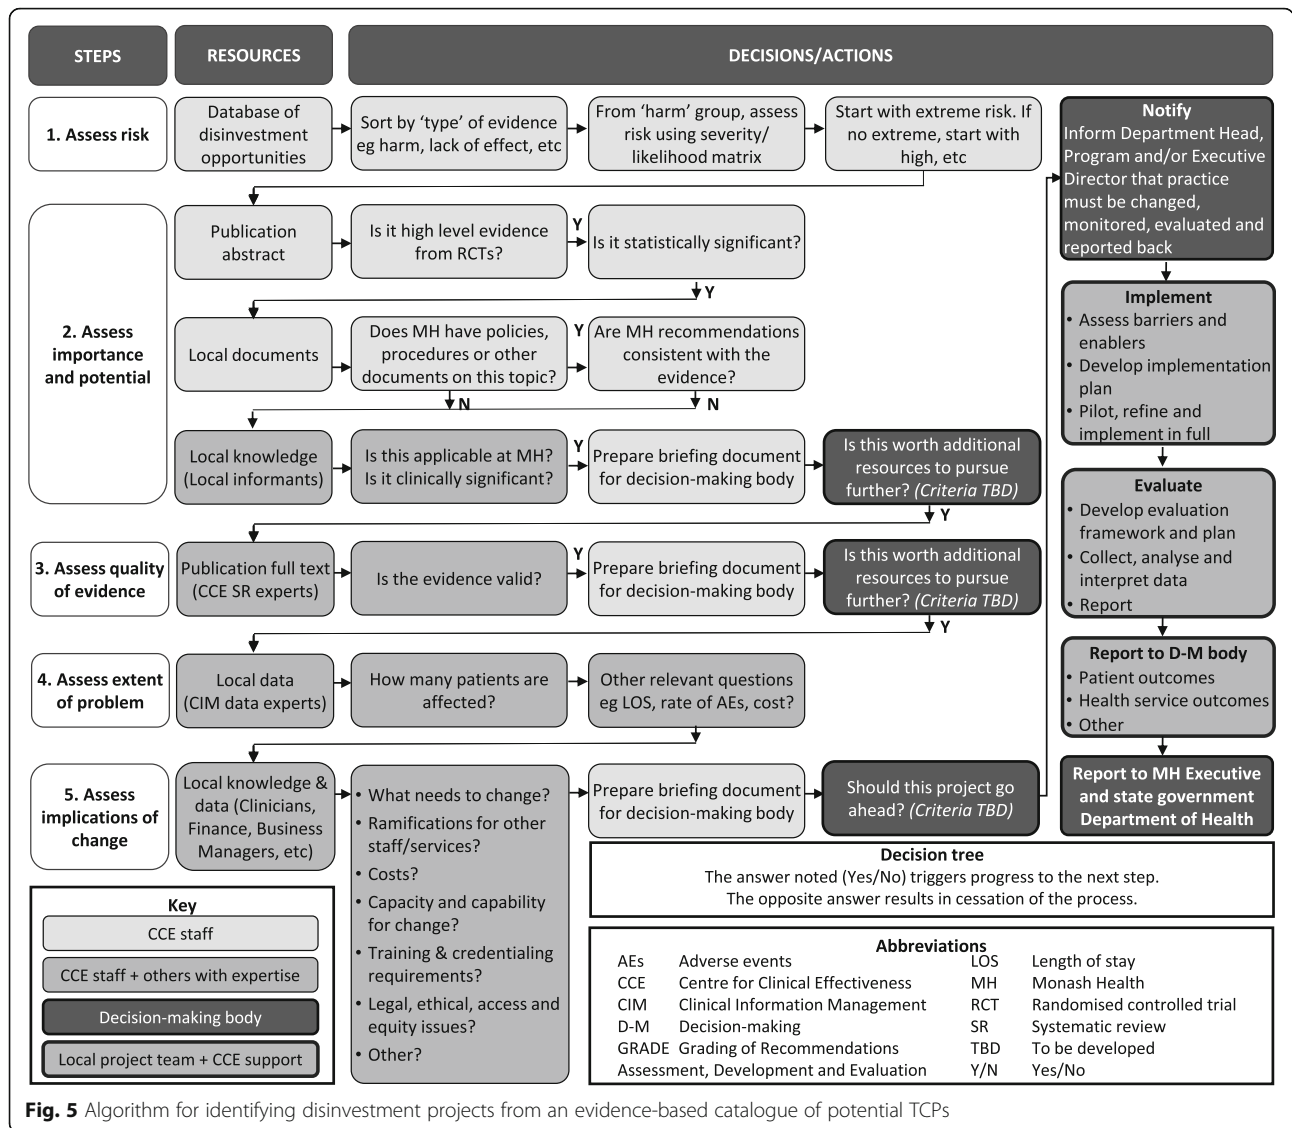 STEPS
RESOURCES
DECISIONS/ACTIONS
1. Assess risk
Database of
disinvestment
opportunities
Sort by ‘type’ of evidence
eg harm, lack of effect, etc
From ‘harm’ group, assess
risk using severity/
likelihood matrix
Start with extreme risk. If
no extreme, start with
high, etc
Notify
Inform Department Head,
Program and/or Executive
Director that practice
must be changed,
monitored, evaluated and
reported back
2. Assess
importance
and potential
Publication
abstract
Is it high level evidence
from RCTs?
Y
Is it statistically significant?
Y
Local documents
Does MH have policies,
procedures or other
documents on this topic?
Y
Are MH recommendations
consistent with the
evidence?
N
N
Local knowledge
(Local informants)
Is this applicable at MH?
Is it clinically significant?
Y
Prepare briefing document
for decision-making body
Is this worth additional
resources to pursue
further? (Criteria TBD)
Y
Implement
• Assess barriers and
enablers
• Develop implementation
plan
• Pilot, refine and
implement in full
3. Assess quality
of evidence
Publication full text
(CCE SR experts)
Is the evidence valid?
Y
Prepare briefing document
for decision-making body
Is this worth additional
resources to pursue
further? (Criteria TBD)
Y
Evaluate
• Develop evaluation
framework and plan
• Collect, analyse and
interpret data
• Report
4. Assess extent
of problem
Local data
(CIM data experts)
How many patients are
affected?
Other relevant questions
eg LOS, rate of AEs, cost?
Report to D-M body
• Patient outcomes
• Health service outcomes
• Other
5. Assess
implications of
change
Local knowledge &
data (Clinicians,
Finance, Business
Managers, etc)
• What needs to change?
• Ramifications for other
staff/services?
• Costs?
• Capacity and capability
for change?
• Training & credentialing
requirements?
• Legal, ethical, access and
equity issues?
• Other?
Prepare briefing document
for decision-making body
Should this project go
ahead? (Criteria TBD)
Report to MH Executive
and state government
Department of Health
Decision tree
The answer noted (Yes/No) triggers progress to the next step.
The opposite answer results in cessation of the process.
Key
CCE staff
CCE staff + others with expertise
Decision-making body
Local project team + CCE support
Abbreviations
AEs Adverse events LOS Length of stay
CCE Centre for Clinical Effectiveness MH Monash Health
CIM Clinical Information Management RCT Randomised controlled trial
D-M Decision-making SR Systematic review
GRADE Grading of Recommendations TBD To be developed
Assessment, Development and Evaluation Y/N Yes/No
Fig. 5 Algorithm for identifying disinvestment projects from an evidence-based catalogue of potential TCPs